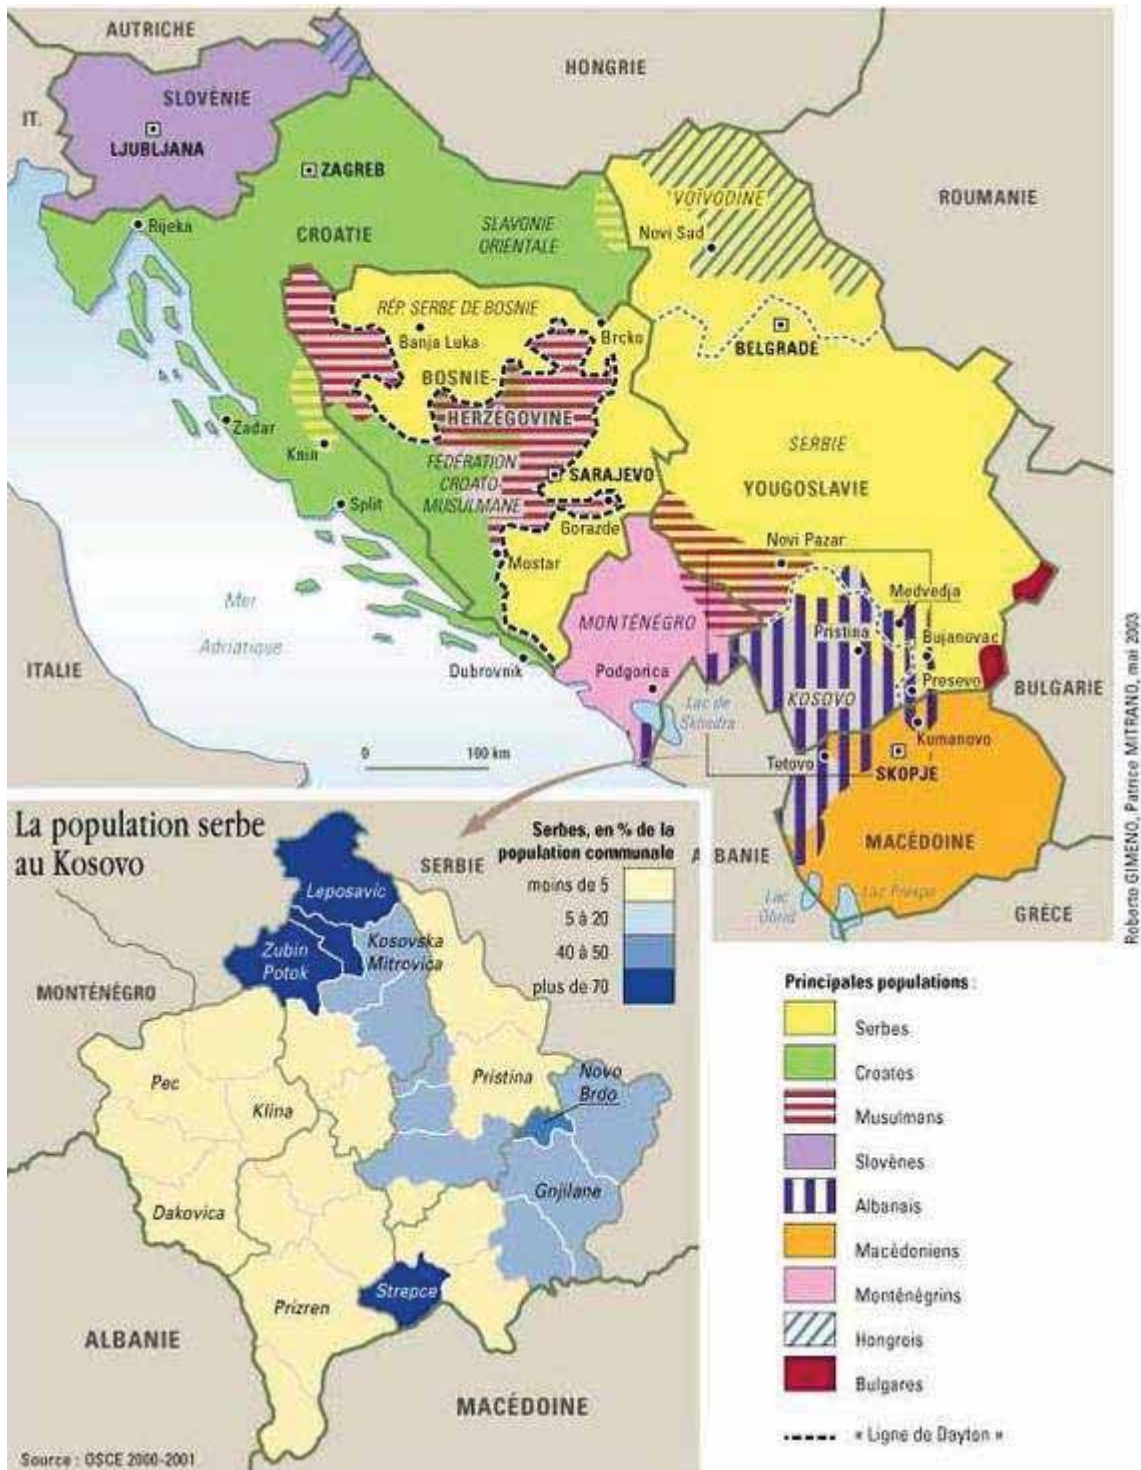 AUTRICHE
HONGRIE
SLOVÉNIE
IT.
LJUBLJANA
ZAGREB
ROUMANIE
VOÏVODINE
Rijeka
CROATIE
SLAVONIE
ORIENTALE
Novi Sad
RÉP. SERBE DE BOSNIE
Banja Luka
Brcko
BELGRADE
BOSNIE-
HERZÉGOVINE
Zadar
Knin
FÉDÉRATION
CROATO-
MUSULMANE
SARAJEVO
SERBIE
YOUGOSLAVIE
Split
Gorazde
Mostar
Novi Pazar
Medvedja
Mer
Adriatique
MONTÉNÉGRO
Pristina
Bujanovac
ITALIE
Dubrovnik
Podgorica
KOSOVO
Presevo
BULGARIE
Lac de
Skhodra
Kumanovo
0 100 km
Tetovo
SKOPJE
ALBANIE
MACÉDOINE
Lac
Ohrid
Lac Prespa
GRÈCE
Roberto GIMENO, Patrice MITRANO, mai 2003
La population serbe
au Kosovo
SERBIE
Serbes, en % de la
population communale
moins de 5
5 à 20
40 à 50
plus de 70
Leposavic
Zubin
Potok
Kosovska
Mitrovica
MONTÉNÉGRO
Pec
Klina
Pristina
Novo
Brdo
Dakovica
Gnjilane
Prizren
Strepce
ALBANIE
MACÉDOINE
Source : OSCE 2000-2001
Principales populations :
Serbes
Croates
Musulmans
Slovènes
Albanais
Macédoniens
Monténégrins
Hongrois
Bulgares
« Ligne de Dayton »